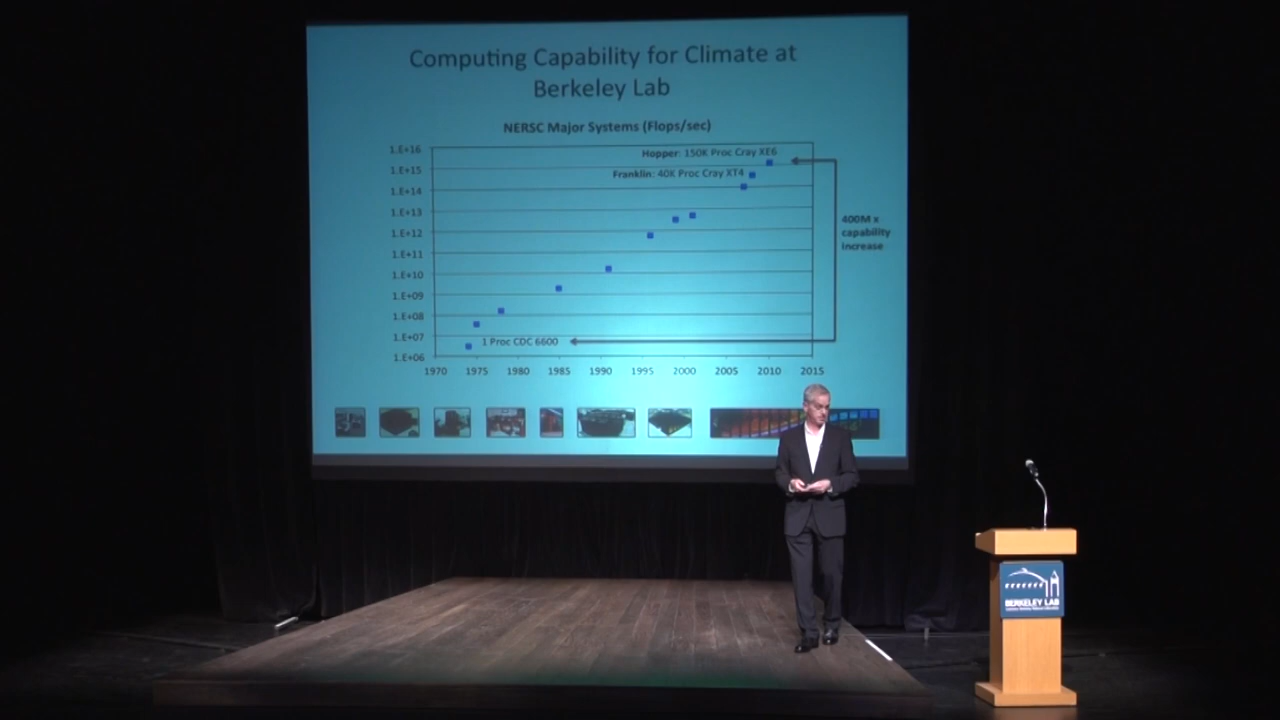 Computing Capability for Climate at
Berkeley Lab
NERSC Major Systems (Flops/sec)
1.E+16
Hopper: 150K Proc Cray XE6
1.E+15
Franklin: 40K Proc Cray XT4
1.E+14
1.E+13
400M x
capability
increase
1.E+12
1.E+11
1.E+10
1.E+09
1.E+08
1.E+07
1 Proc CDC 6600
1.E+06
1970 1975 1980 1985 1990 1995 2000 2005 2010 2015
BERKELEY LAB